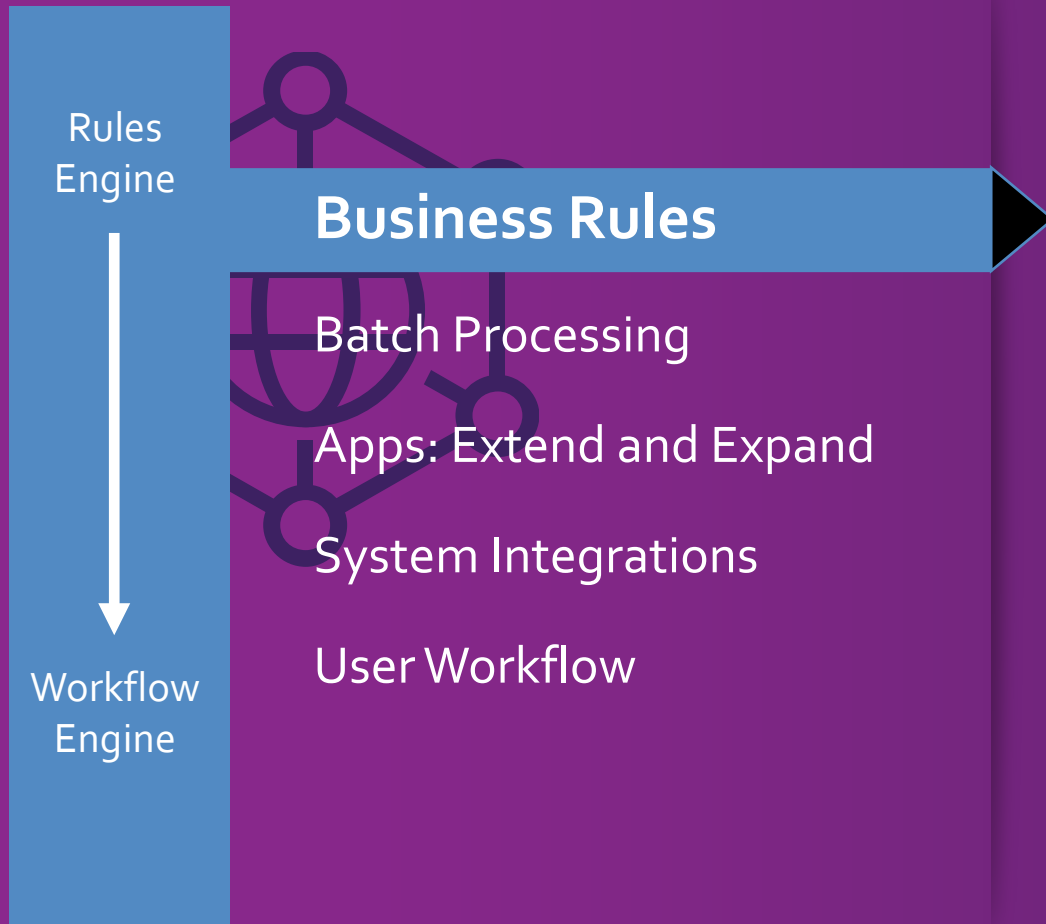 Rules
Engine
Workflow
Engine
Business Rules
Batch Processing
Apps: Extend and Expand
System Integrations
User Workflow